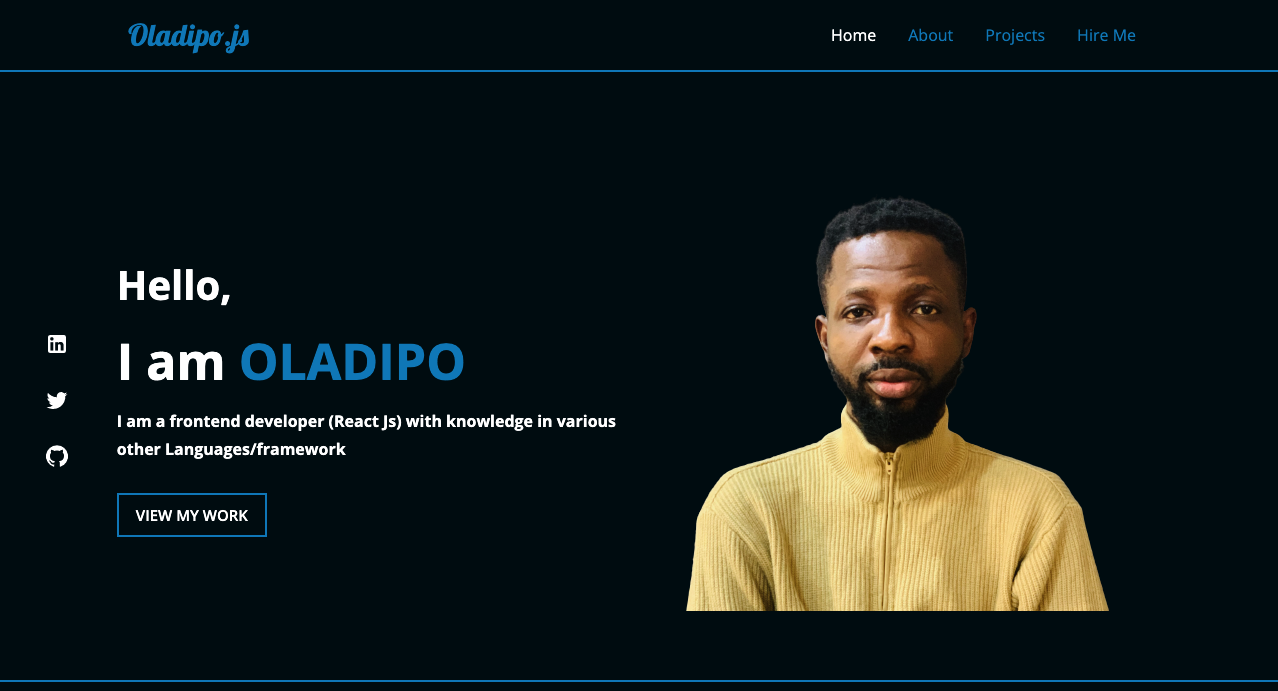 Oladipo.js
Home About Projects Hire Me
Hello,
I am OLADIPO
I am a frontend developer (React Js) with knowledge in various
other Languages/framework
VIEW MY WORK